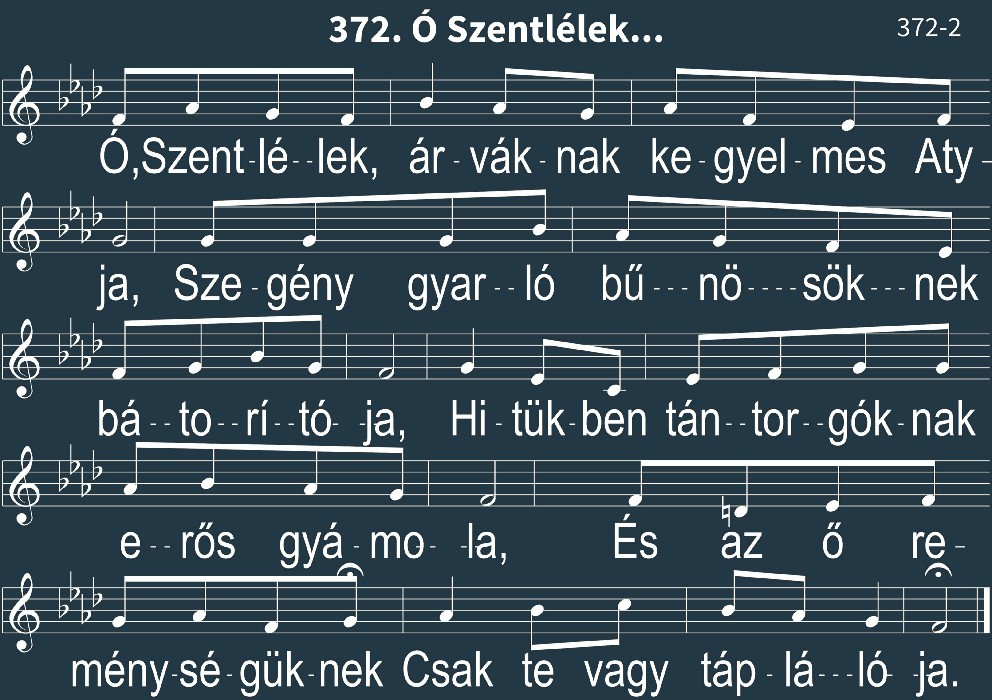 372. Ó Szentlélek...
372-2
Ó,Szent-lé--lek, ár-vák-nak ke-gyel-mes Aty-
ja, Sze-gény gyar--ló bű---nö----sök---nek
bá--to--rí--tó- -ja, Hi-tük-ben tán--tor--gók-nak
e--rős gyá-mo- -la, És az ő re-
mény-sé-gük-nek Csak te vagy táp-lá---ló-ja.